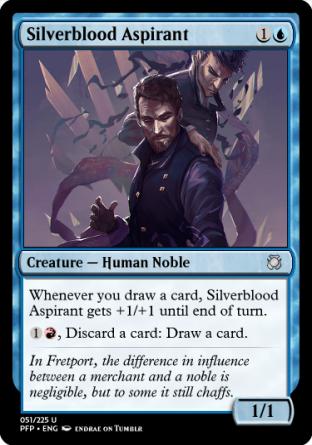 Silverblood Aspirant 1
Creature — Human Noble
Whenever you draw a card, Silverblood
Aspirant gets +1/+1 until end of turn.
1, Discard a card: Draw a card.
In Fretport, the difference in influence
between a merchant and a noble is
negligible, but to some it still chaffs.
051/225 U
PFP • ENG ENDRAE ON TUMBLR
1/1